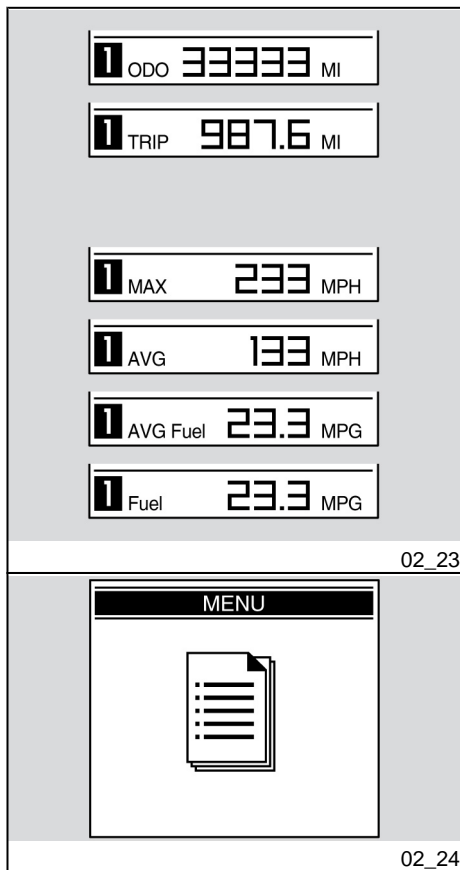 1 ODO 33333 MI
1 TRIP 987.6 MI
1 MAX 233 MPH
1 AVG 133 MPH
1 AVG Fuel 23.3 MPG
1 Fuel 23.3 MPG
02_23
MENU
02_24